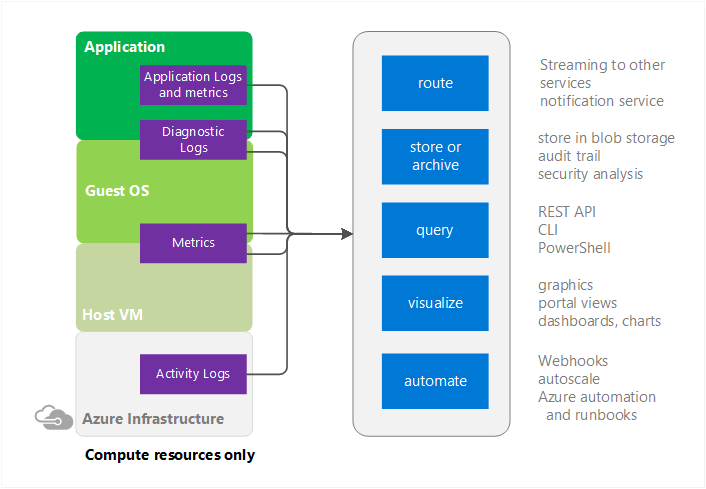 Application
Application Logs
and metrics
Diagnostic
Logs
Guest OS
Metrics
Host VM
Activity Logs
Azure Infrastructure
Compute resources only
route
store or
archive
query
visualize
automate
Streaming to other
services
notification service
store in blob storage
audit trail
security analysis
REST API
CLI
PowerShell
graphics
portal views
dashboards, charts
Webhooks
autoscale
Azure automation
and runbooks